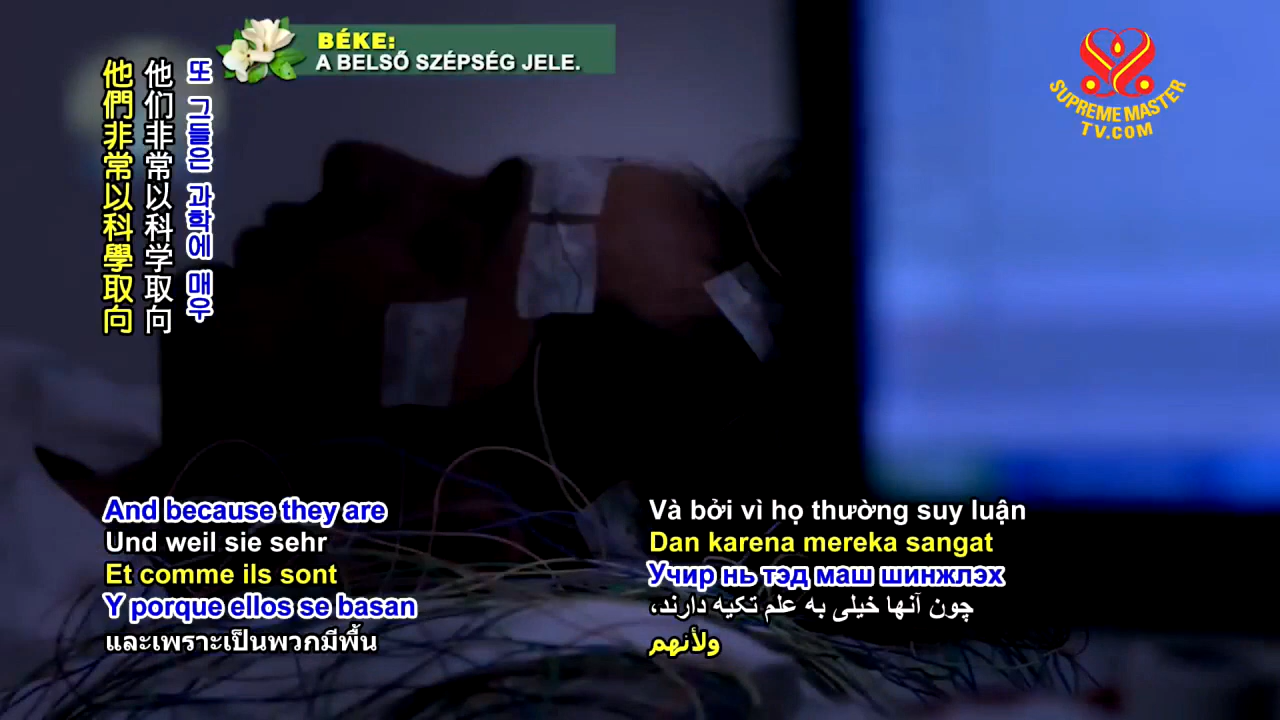 BÉKE:
A BELSŐ SZÉPSÉG JELE.
SUPREME MASTER
TV.COM
他們非常以科學取向
他们非常以科学取向
또 그들은 과학에 매우
And because they are
Und weil sie sehr
Et comme ils sont
Y porque ellos se basan
และเพราะเป็นพวกมีพื้น
Và bởi vì họ thường suy luận
Dan karena mereka sangat
Учир нь тэд маш шинжлэх
چون آنها خیلی به علم تکیه دارند،
ولأنهم